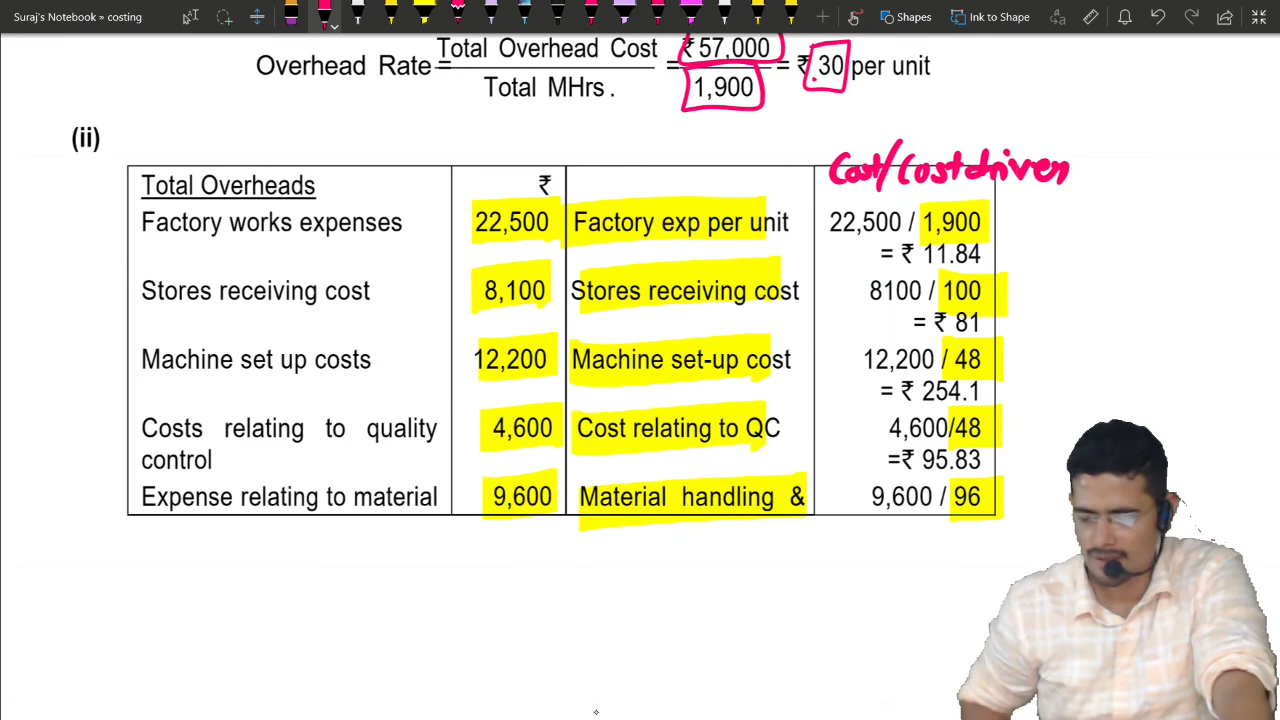 Suraj's Notebook » costing
Shapes
Ink to Shape
Overhead Rate = Total Overhead Cost / Total MHrs . = ₹ 57,000 / 1,900 = ₹ 30 per unit
(ii)
Cost/Cost driver
Total Overheads ₹
Factory works expenses 22,500 Factory exp per unit 22,500 / 1,900
= ₹ 11.84
Stores receiving cost 8,100 Stores receiving cost 8100 / 100
= ₹ 81
Machine set up costs 12,200 Machine set-up cost 12,200 / 48
= ₹ 254.1
Costs relating to quality 4,600 Cost relating to QC 4,600/48
control =₹ 95.83
Expense relating to material 9,600 Material handling & 9,600 / 96